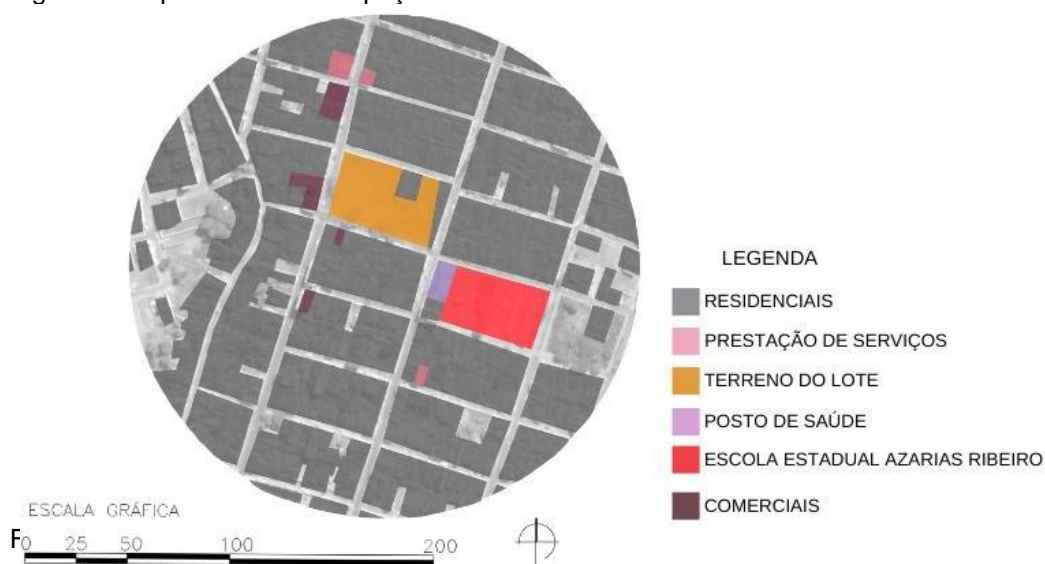 LEGENDA
RESIDENCIAIS
PRESTAÇÃO DE SERVIÇOS
TERRENO DO LOTE
POSTO DE SAÚDE
ESCOLA ESTADUAL AZARIAS RIBEIRO
COMERCIAIS
ESCALA GRÁFICA
F
0 25 50 100 200